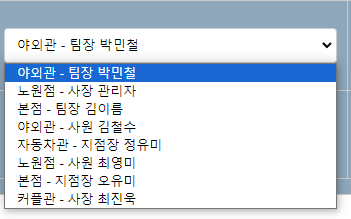 야외관 - 팀장 박민철
야외관 - 팀장 박민철
노원점 - 사장 관리자
본점 - 팀장 김이름
야외관 - 사원 김철수
자동차관 - 지점장 정유미
노원점 - 사원 최영미
본점 - 지점장 오유미
커플관 - 사장 최진욱